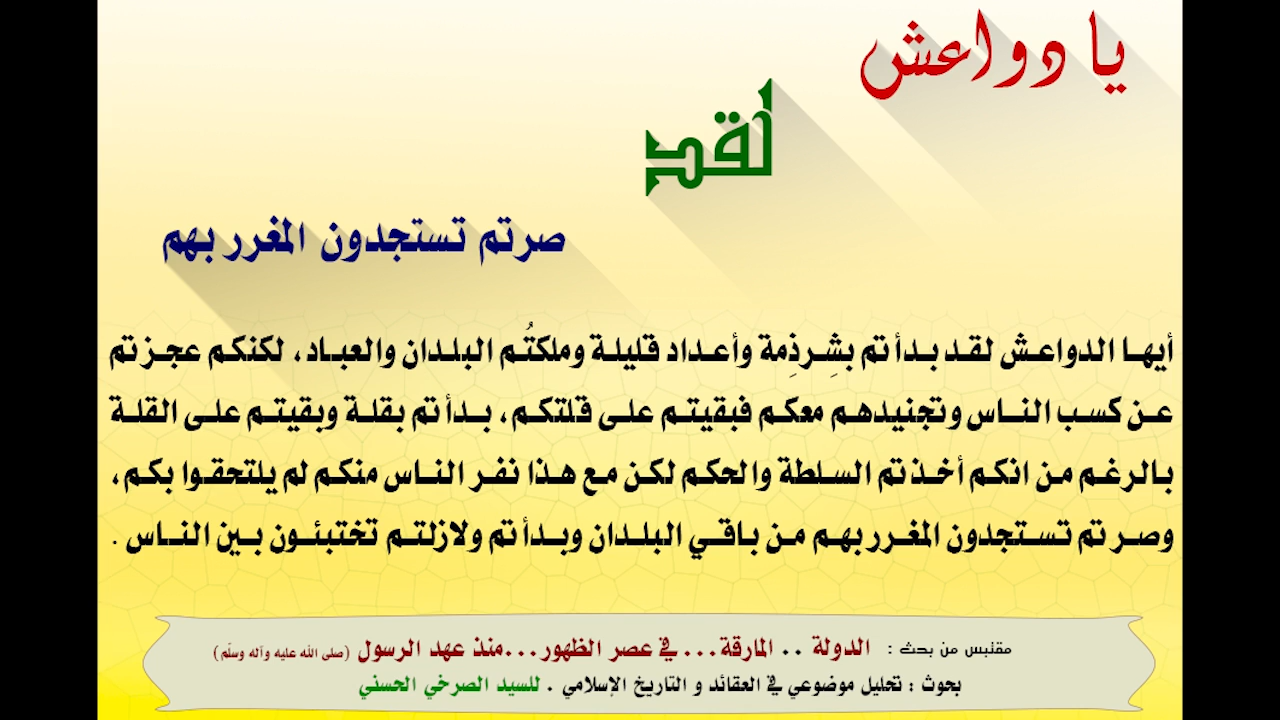 يا دواعش
لقد
صرتم تستجدون المغرر بهم
أيها الدواعش لقد بدأتم بشِرذِمة وأعداد قليلة وملكتُم البلدان والعباد، لكنكم عجزتم
عن كسب الناس وتجنيدهم معكم فبقيتم على قلتكم، بدأتم بقلة وبقيتم على القلة
بالرغم من انكم أخذتم السلطة والحكم لكن مع هذا نفر الناس منكم لم يلتحقوا بكم،
وصرتم تستجدون المغرر بهم من باقي البلدان وبدأتم ولازلتم تختبئون بين الناس .
مقتبس من بحث : الدولة .. المارقة...في عصر الظهور...منذ عهد الرسول (صلى الله عليه وآله وسلّم)
بحوث : تحليل موضوعي في العقائد و التاريخ الإسلامي . للسيد الصرخي الحسني